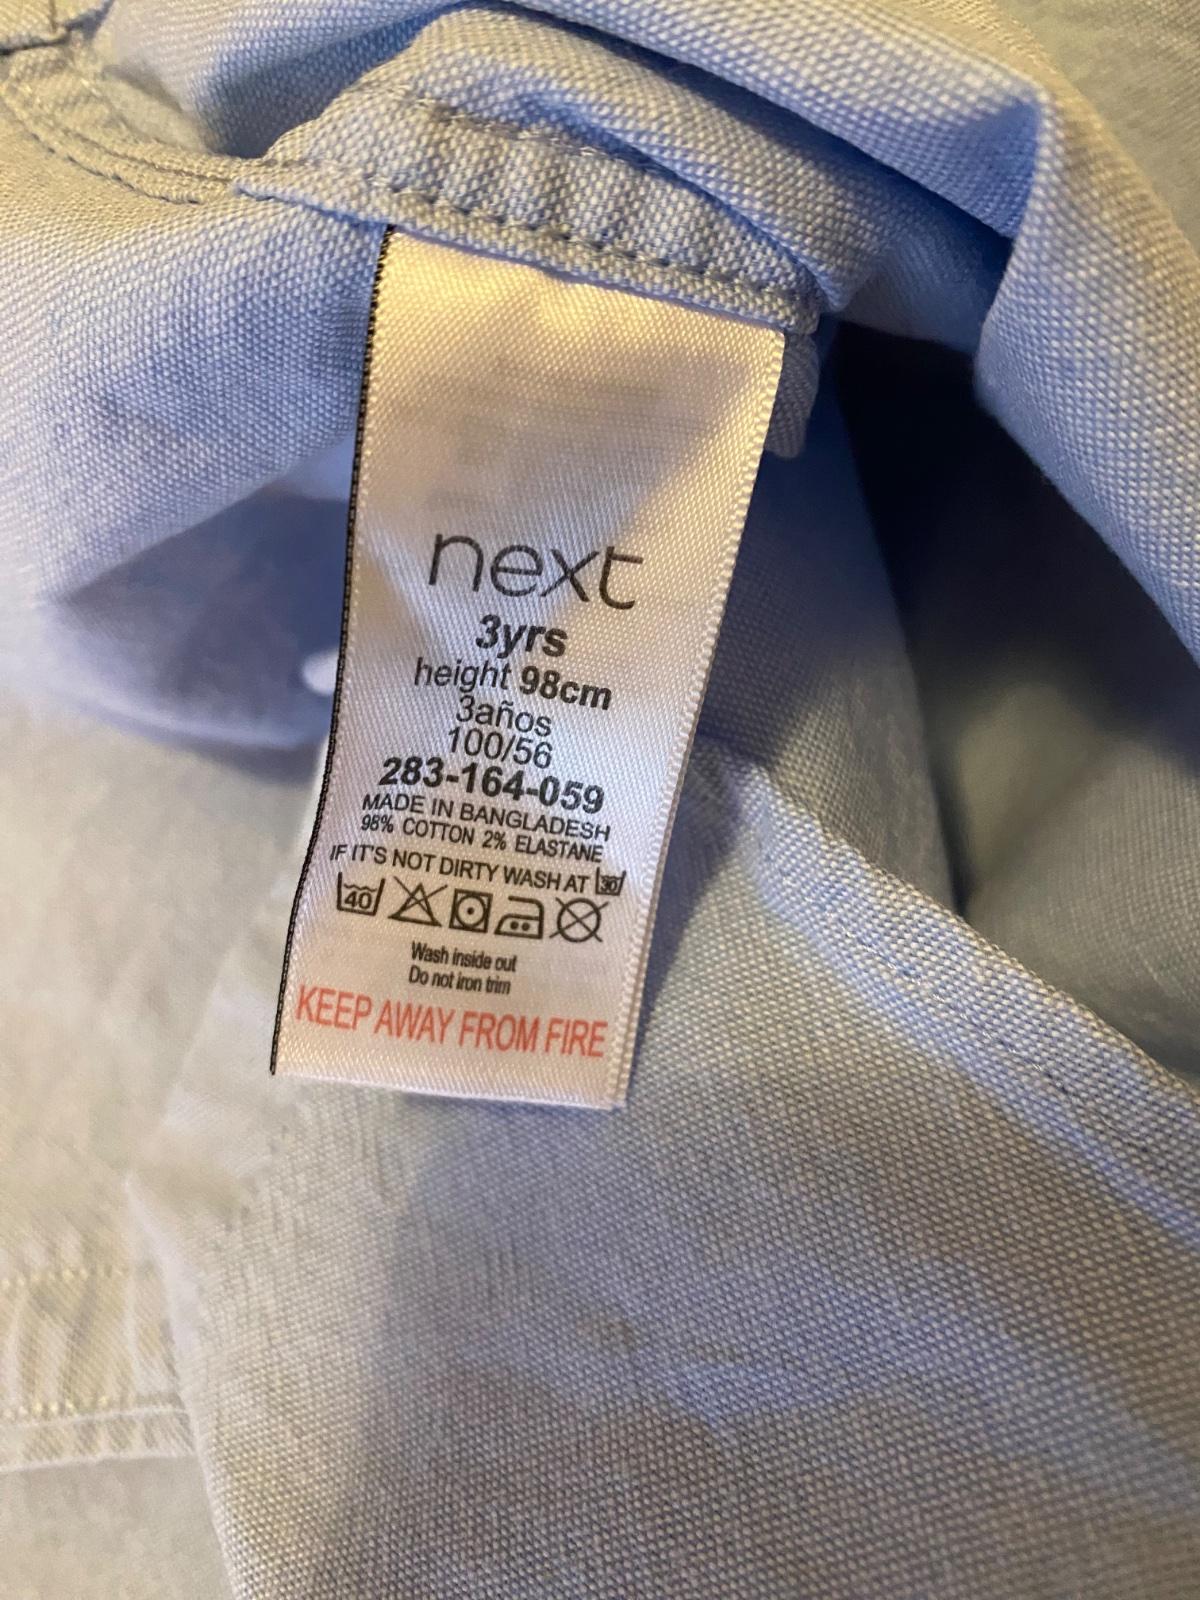 next
3yrs
height 98cm
3años
100/56
283-164-059
MADE IN BANGLADESH
98% COTTON 2% ELASTANE
IF IT'S NOT DIRTY WASH AT 30
40
Wash inside out
Do not iron trim
KEEP AWAY FROM FIRE